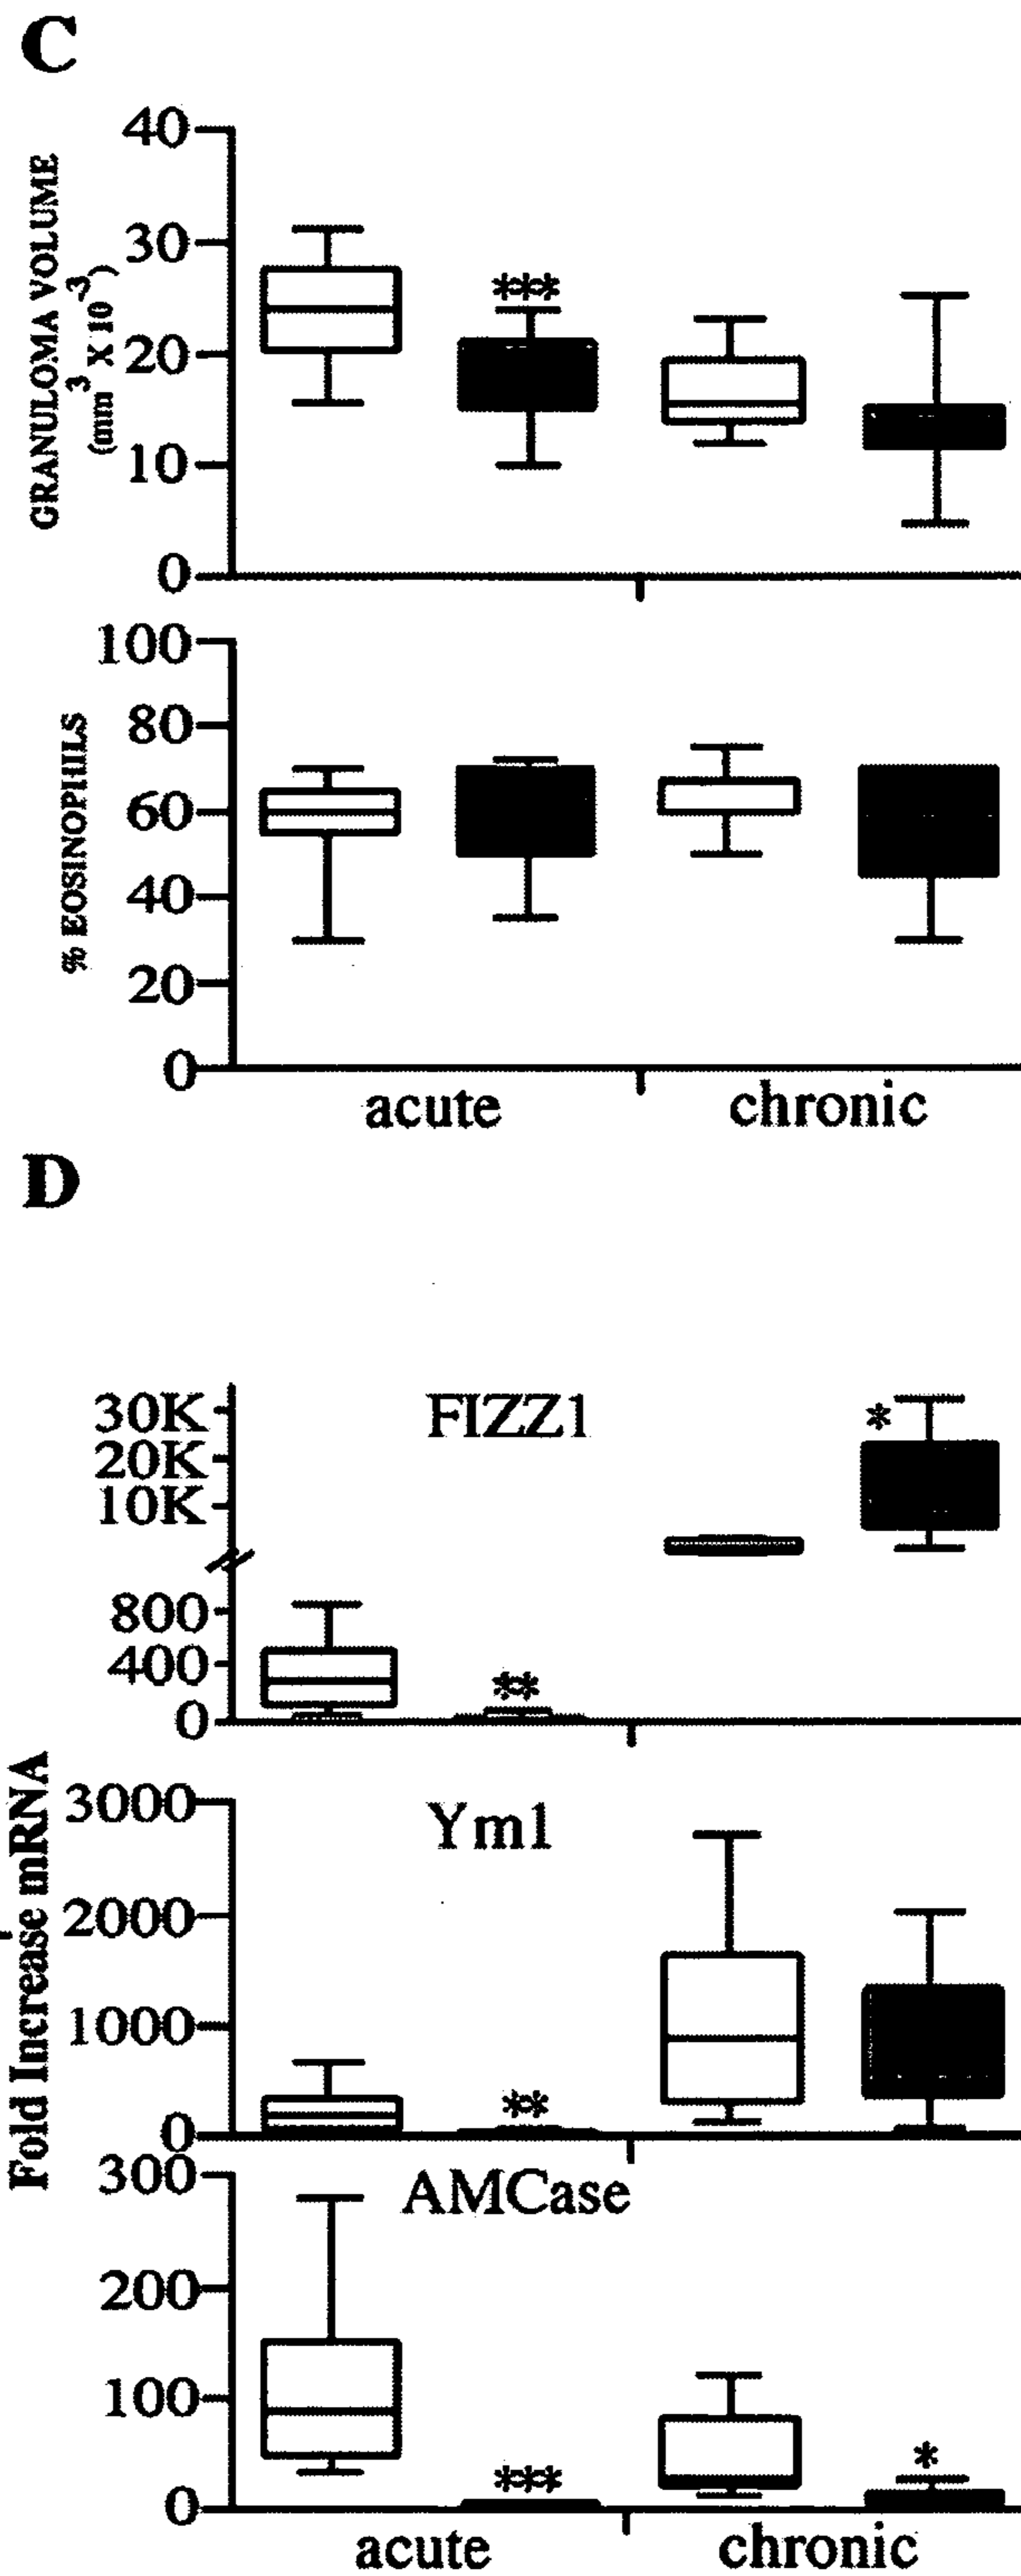 C
GRANULOMA VOLUME
(mm³ X 10⁻³)
40
30
20
10
0
***
% EOSINOPHILS
100
80
60
40
20
0
acute chronic
D
Fold Increase mRNA
FIZZ1
30K
20K
10K
800
400
0
*
**
Ym1
3000
2000
1000
0
**
AMCase
300
200
100
0
***
*
acute chronic